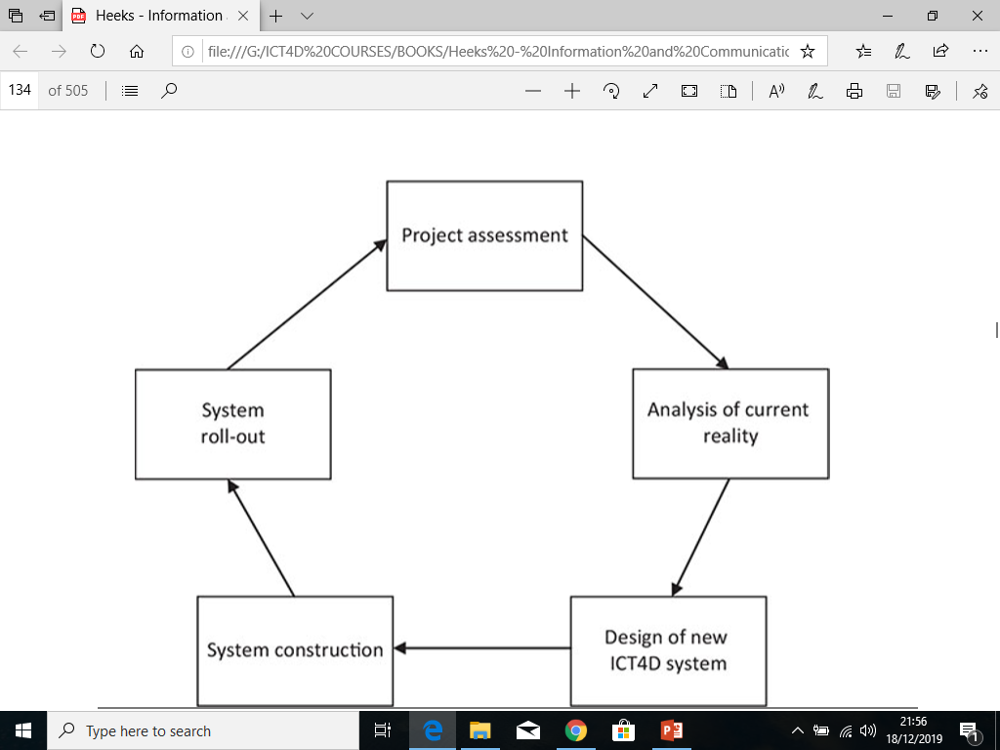 Heeks - Information
file:///G:/ICT4D%20COURSES/BOOKS/Heeks%20-%20Information%20and%20Communicatic
134 of 505
Project assessment
System
roll-out
Analysis of current
reality
System construction
Design of new
ICT4D system
Type here to search
21:56
18/12/2019
1